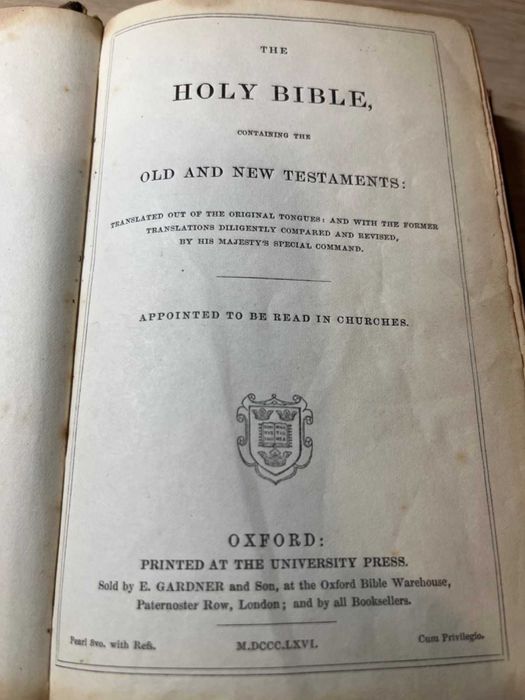 THE
HOLY BIBLE,
CONTAINING THE
OLD AND NEW TESTAMENTS:
TRANSLATED OUT OF THE ORIGINAL TONGUES: AND WITH THE FORMER
TRANSLATIONS DILIGENTLY COMPARED AND REVISED,
BY HIS MAJESTY'S SPECIAL COMMAND.
APPOINTED TO BE READ IN CHURCHES.
OXFORD:
PRINTED AT THE UNIVERSITY PRESS.
Sold by E. GARDNER and Son, at the Oxford Bible Warehouse,
Paternoster Row, London; and by all Booksellers.
Pearl 8vo. with Refs. M.DCCC.LXVI. Cum Privilegio.